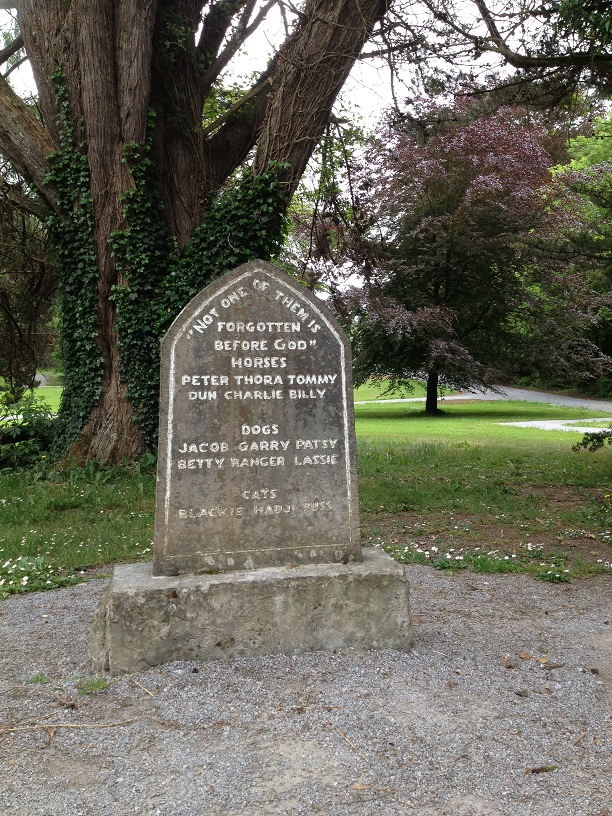 "NOT ONE OF THEM IS
FORGOTTEN
BEFORE GOD"
HORSES
PETER THORA TOMMY
DUN CHARLIE BILLY
DOGS
JACOB GARRY PATSY
BETTY RANGER LASSIE
CATS
BLACKIE HADJI PUSS